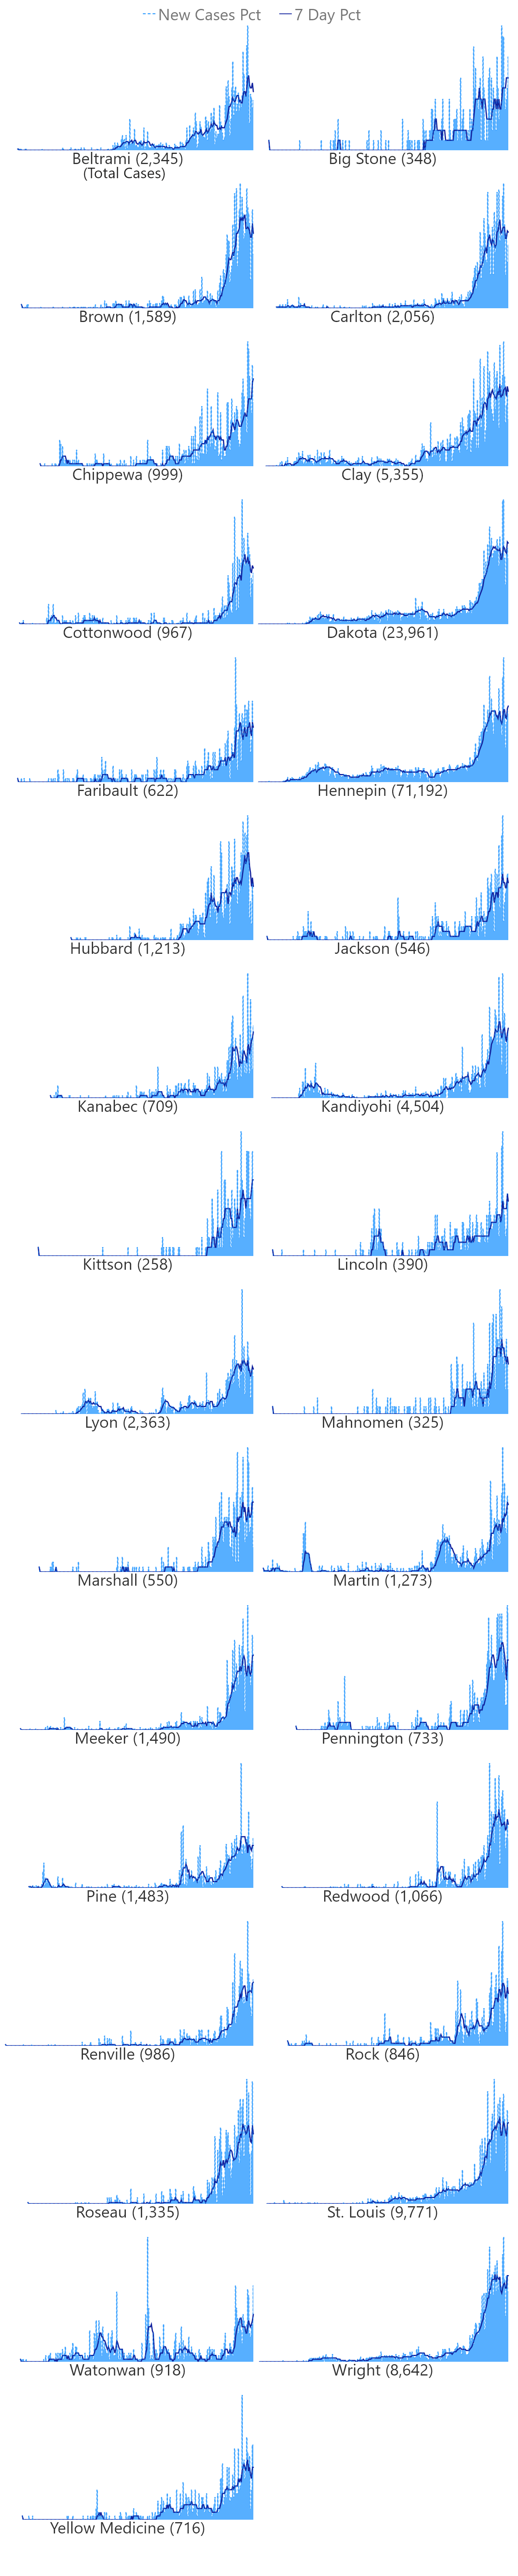 New Cases Pct 7 Day Pct
Beltrami (2,345) Big Stone (348)
(Total Cases)
Brown (1,589) Carlton (2,056)
Chippewa (999) Clay (5,355)
Cottonwood (967) Dakota (23,961)
Faribault (622) Hennepin (71,192)
Hubbard (1,213) Jackson (546)
Kanabec (709) Kandiyohi (4,504)
Kittson (258) Lincoln (390)
Lyon (2,363) Mahnomen (325)
Marshall (550) Martin (1,273)
Meeker (1,490) Pennington (733)
Pine (1,483) Redwood (1,066)
Renville (986) Rock (846)
Roseau (1,335) St. Louis (9,771)
Watonwan (918) Wright (8,642)
Yellow Medicine (716)